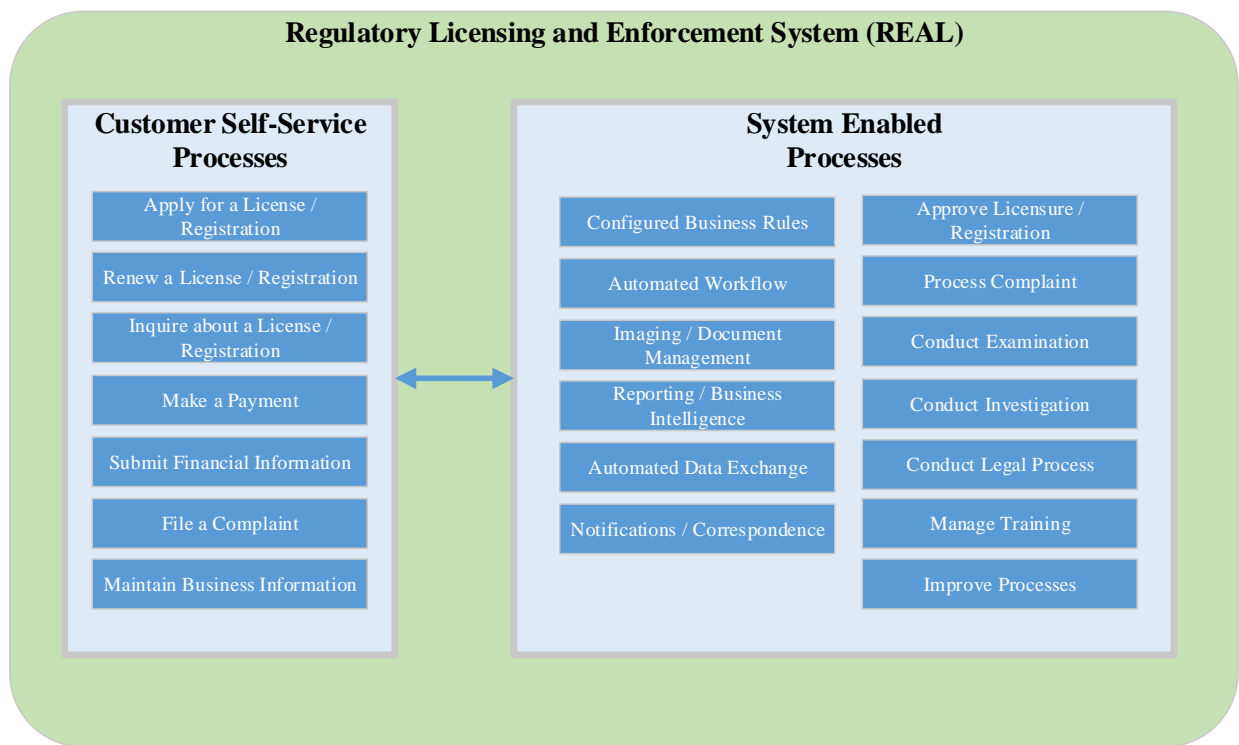 Regulatory Licensing and Enforcement System (REAL)
Customer Self-Service
Processes
Apply for a License /
Registration
Renew a License / Registration
Inquire about a License /
Registration
Make a Payment
Submit Financial Information
File a Complaint
Maintain Business Information
System Enabled
Processes
Configured Business Rules
Automated Workflow
Imaging / Document
Management
Reporting / Business
Intelligence
Automated Data Exchange
Notifications / Correspondence
Approve Licensure /
Registration
Process Complaint
Conduct Examination
Conduct Investigation
Conduct Legal Process
Manage Training
Improve Processes